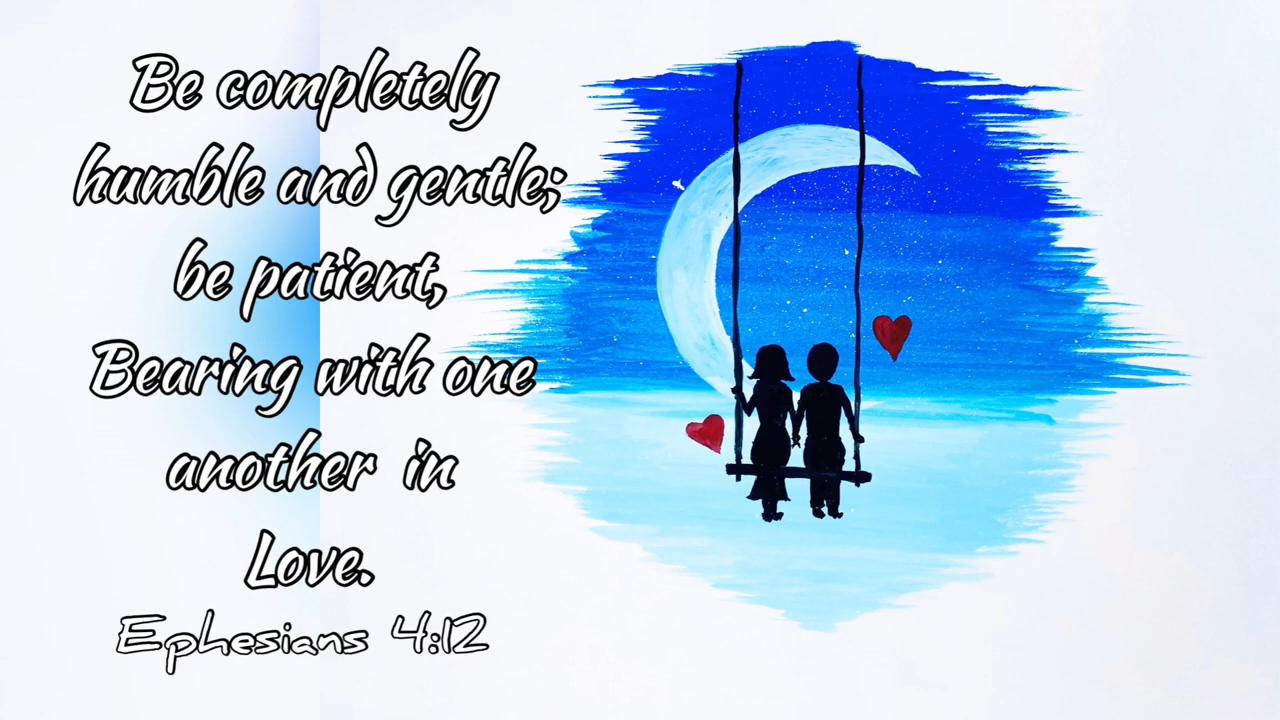 Be completely
humble and gentle;
be patient,
Bearing with one
another in
Love.
Ephesians 4:12